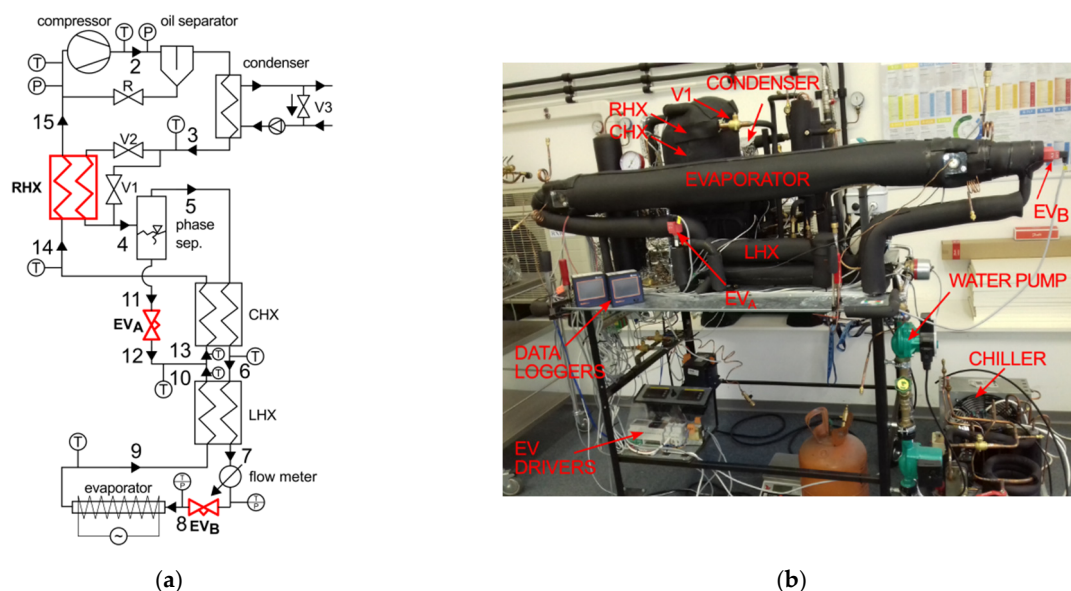 compressor
oil separator
T
P
2
T
P
R
condenser
V3
15
T
3
V2
RHX
V1
5
phase
sep.
4
14
T
11
EVA
CHX
12
13
T
T
10
T
6
T
LHX
T
9
7
flow meter
evaporator
T
P
8
EVB
T
P
~
(a)
CONDENSER
V1
RHX
CHX
EVAPORATOR
EVB
LHX
EVA
WATER PUMP
DATA
LOGGERS
CHILLER
EV
DRIVERS
(b)